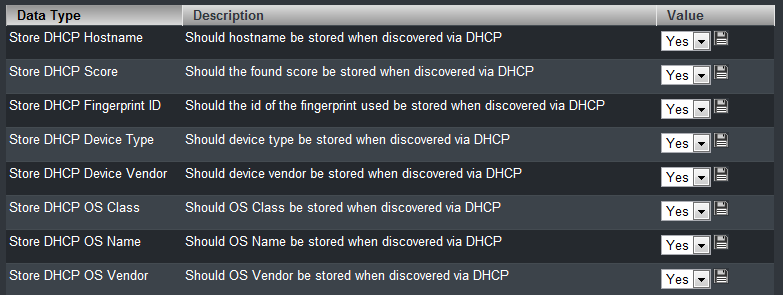 Data Type Description Value
Store DHCP Hostname Should hostname be stored when discovered via DHCP Yes
Store DHCP Score Should the found score be stored when discovered via DHCP Yes
Store DHCP Fingerprint ID Should the id of the fingerprint used be stored when discovered via DHCP Yes
Store DHCP Device Type Should device type be stored when discovered via DHCP Yes
Store DHCP Device Vendor Should device vendor be stored when discovered via DHCP Yes
Store DHCP OS Class Should OS Class be stored when discovered via DHCP Yes
Store DHCP OS Name Should OS Name be stored when discovered via DHCP Yes
Store DHCP OS Vendor Should OS Vendor be stored when discovered via DHCP Yes